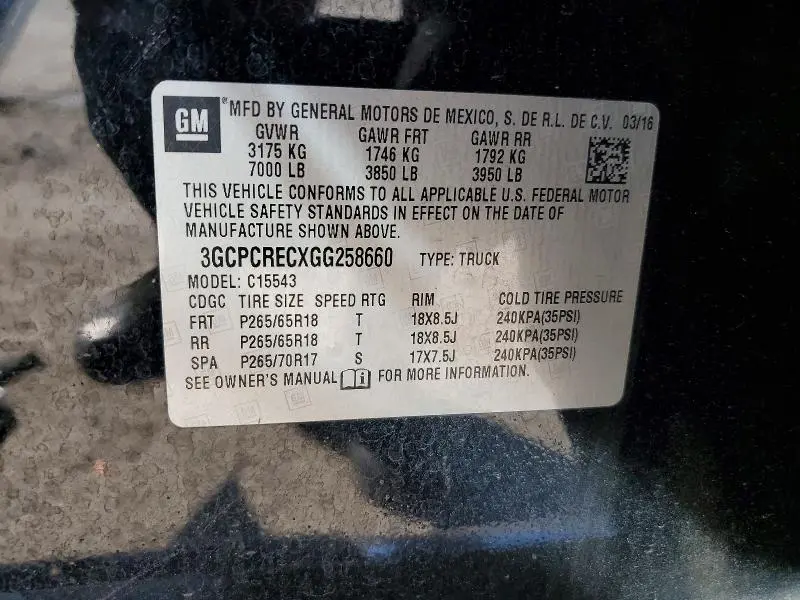 GM ® MFD BY GENERAL MOTORS DE MEXICO, S. DE R.L. DE C.V. 03/16
GVWR GAWR FRT GAWR RR
3175 KG 1746 KG 1792 KG
7000 LB 3850 LB 3950 LB
THIS VEHICLE CONFORMS TO ALL APPLICABLE U.S. FEDERAL MOTOR
VEHICLE SAFETY STANDARDS IN EFFECT ON THE DATE OF
MANUFACTURE SHOWN ABOVE.
3GCPCRECXGG258660 TYPE: TRUCK
MODEL: C15543
CDGC TIRE SIZE SPEED RTG RIM COLD TIRE PRESSURE
FRT P265/65R18 T 18X8.5J 240KPA(35PSI)
RR P265/65R18 T 18X8.5J 240KPA(35PSI)
SPA P265/70R17 S 17X7.5J 240KPA(35PSI)
SEE OWNER'S MANUAL FOR MORE INFORMATION.